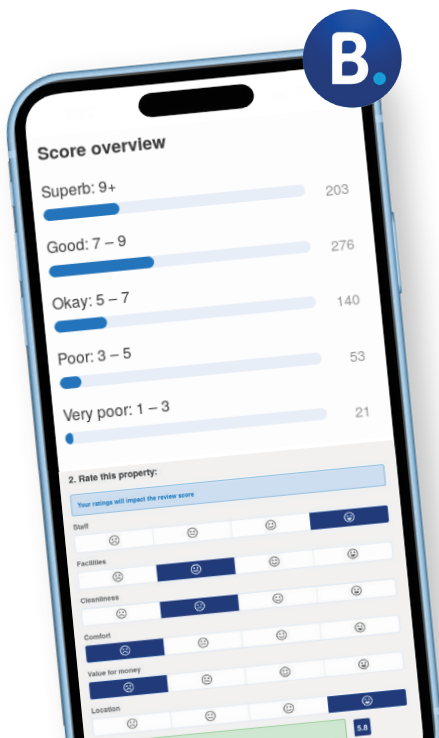 B.
Score overview
Superb: 9+
203
Good: 7 – 9
276
Okay: 5 – 7
140
Poor: 3 – 5
53
Very poor: 1 – 3
21
2. Rate this property:
Your ratings will impact the review score
Staff
Facilities
Cleanliness
Comfort
Value for money
Location
5.8